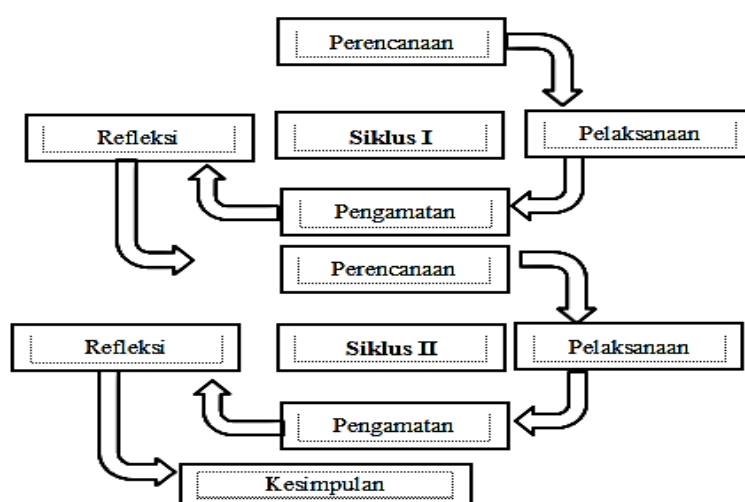 Perencanaan
Refleksi
Siklus I
Pelaksanaan
Pengamatan
Perencanaan
Refleksi
Siklus II
Pelaksanaan
Pengamatan
Kesimpulan